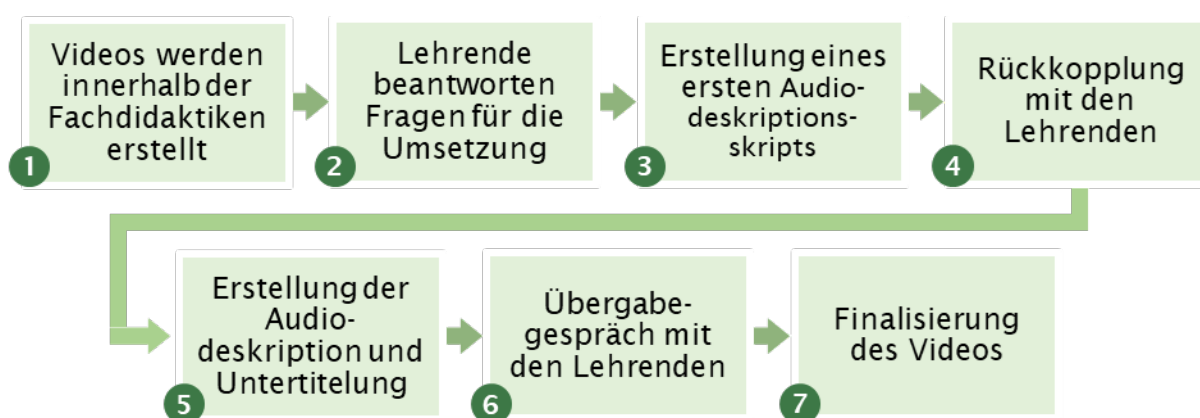 Videos werden
innerhalb der
Fachdidaktiken
erstellt
1
Lehrende
beantworten
Fragen für die
Umsetzung
2
Erstellung eines
ersten Audio-
deskriptions-
skripts
3
Rückkopplung
mit den
Lehrenden
4
Erstellung der
Audio-
deskription und
Untertitelung
5
Übergabe-
gespräch mit
den Lehrenden
6
Finalisierung
des Videos
7